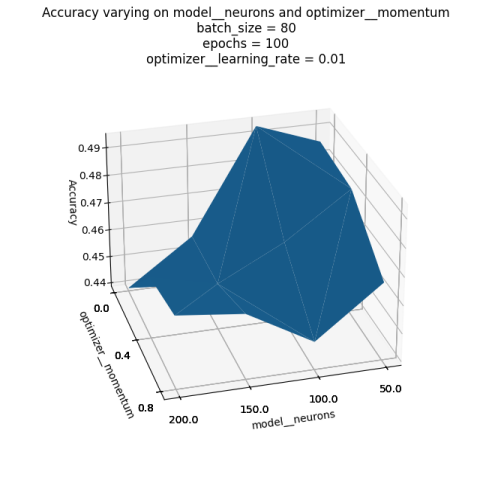 Accuracy varying on model__neurons and optimizer__momentum
batch_size = 80
epochs = 100
optimizer__learning_rate = 0.01
0.49
0.48
0.47
0.46
0.45
0.44
Accuracy
0.0
0.4
0.8
optimizer__momentum
200.0
150.0
100.0
50.0
model__neurons